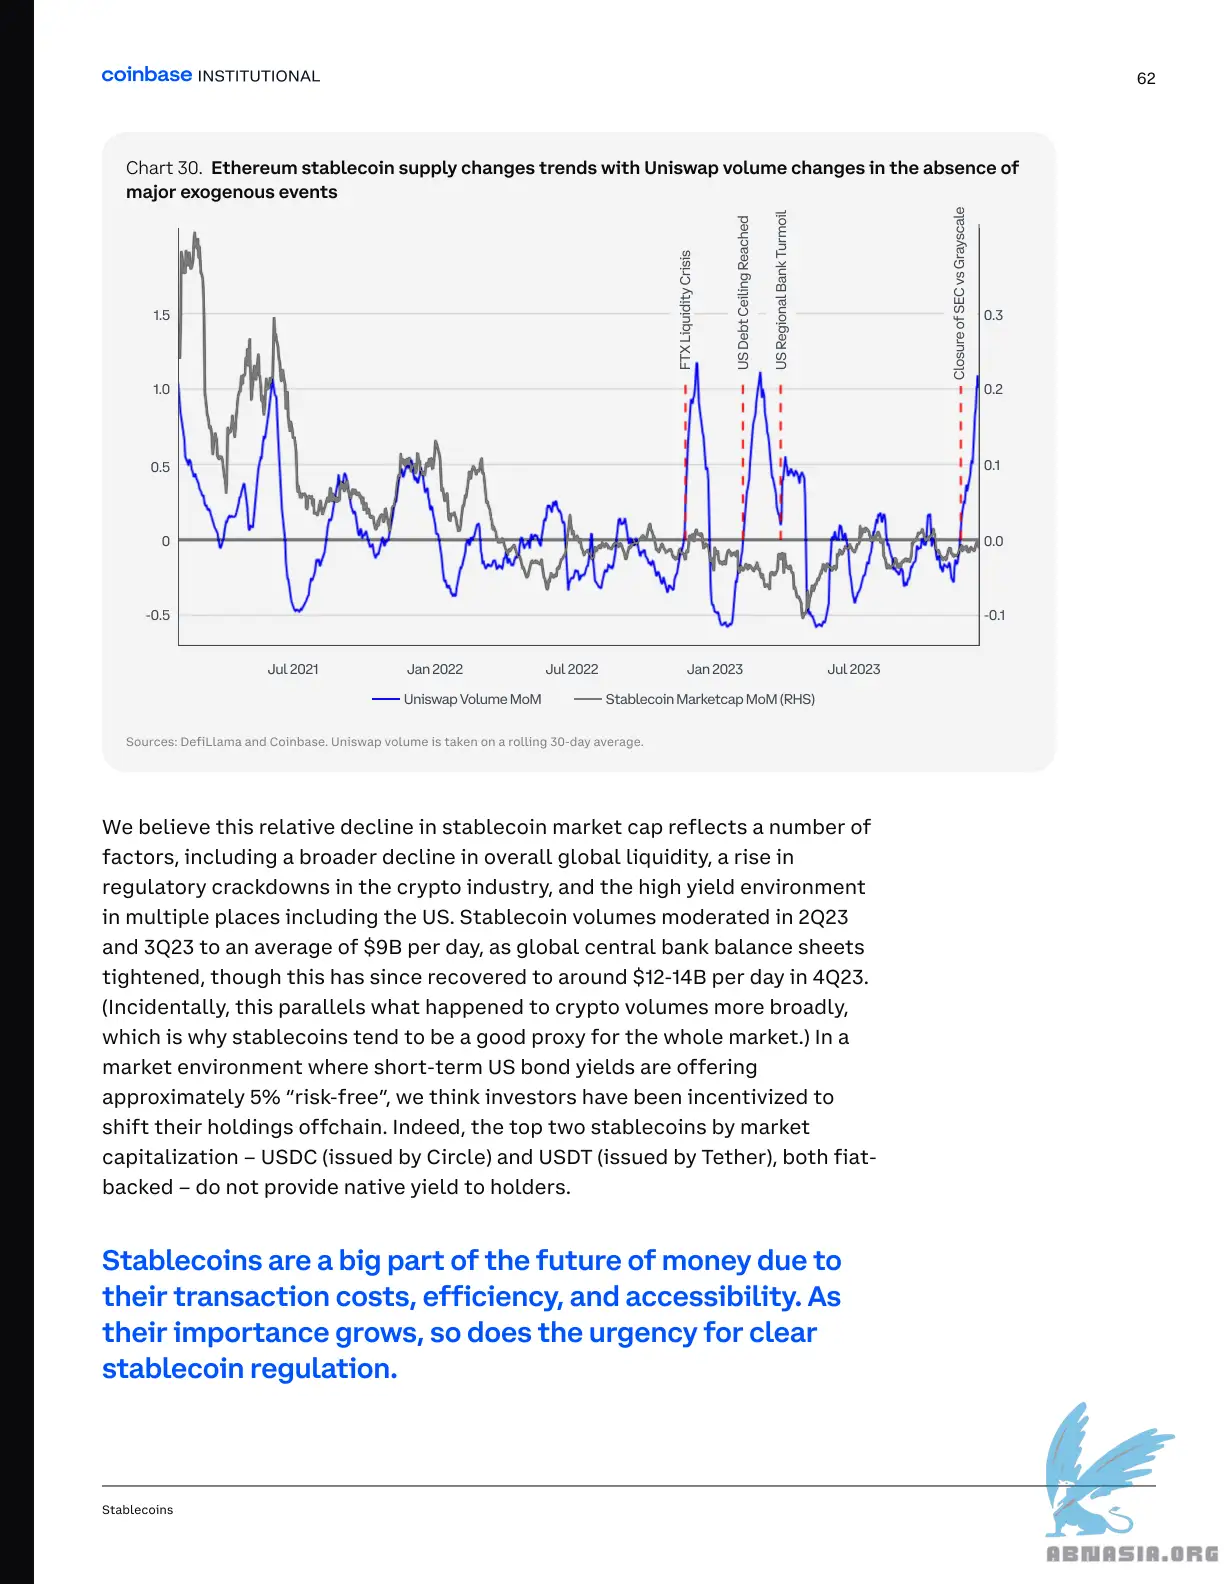 coinbase INSTITUTIONAL
62
Chart 30. Ethereum stablecoin supply changes trends with Uniswap volume changes in the absence of
major exogenous events
FTX Liquidity Crisis
US Debt Ceiling Reached
US Regional Bank Turmoil
Closure of SEC vs Grayscale
1.5
1.0
0.5
0
-0.5
0.3
0.2
0.1
0.0
-0.1
Jul 2021 Jan 2022 Jul 2022 Jan 2023 Jul 2023
Uniswap Volume MoM Stablecoin Marketcap MoM (RHS)
Sources: DefiLlama and Coinbase. Uniswap volume is taken on a rolling 30-day average.
We believe this relative decline in stablecoin market cap reflects a number of
factors, including a broader decline in overall global liquidity, a rise in
regulatory crackdowns in the crypto industry, and the high yield environment
in multiple places including the US. Stablecoin volumes moderated in 2Q23
and 3Q23 to an average of $9B per day, as global central bank balance sheets
tightened, though this has since recovered to around $12-14B per day in 4Q23.
(Incidentally, this parallels what happened to crypto volumes more broadly,
which is why stablecoins tend to be a good proxy for the whole market.) In a
market environment where short-term US bond yields are offering
approximately 5% “risk-free”, we think investors have been incentivized to
shift their holdings offchain. Indeed, the top two stablecoins by market
capitalization – USDC (issued by Circle) and USDT (issued by Tether), both fiat-
backed – do not provide native yield to holders.
Stablecoins are a big part of the future of money due to
their transaction costs, efficiency, and accessibility. As
their importance grows, so does the urgency for clear
stablecoin regulation.
Stablecoins
ABNASIA.ORG